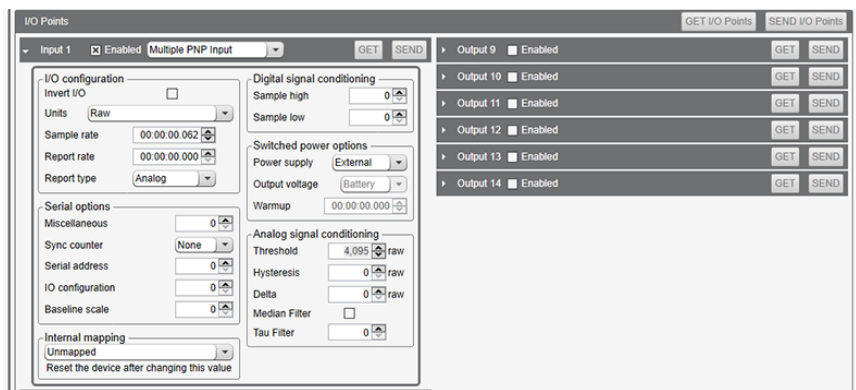 I/O Points
GET I/O Points
SEND I/O Points
Input 1
Enabled
Multiple PNP Input
GET
SEND
I/O configuration
Invert I/O
Units
Raw
Sample rate
00:00:00.062
Report rate
00:00:00.000
Report type
Analog
Serial options
Miscellaneous
0
Sync counter
None
Serial address
0
IO configuration
0
Baseline scale
0
Internal mapping
Unmapped
Reset the device after changing this value
Digital signal conditioning
Sample high
0
Sample low
0
Switched power options
Power supply
External
Output voltage
Battery
Warmup
00:00:00.000
Analog signal conditioning
Threshold
4,095 raw
Hysteresis
0 raw
Delta
0 raw
Median Filter
Tau Filter
0
Output 9
Enabled
GET
SEND
Output 10
Enabled
GET
SEND
Output 11
Enabled
GET
SEND
Output 12
Enabled
GET
SEND
Output 13
Enabled
GET
SEND
Output 14
Enabled
GET
SEND